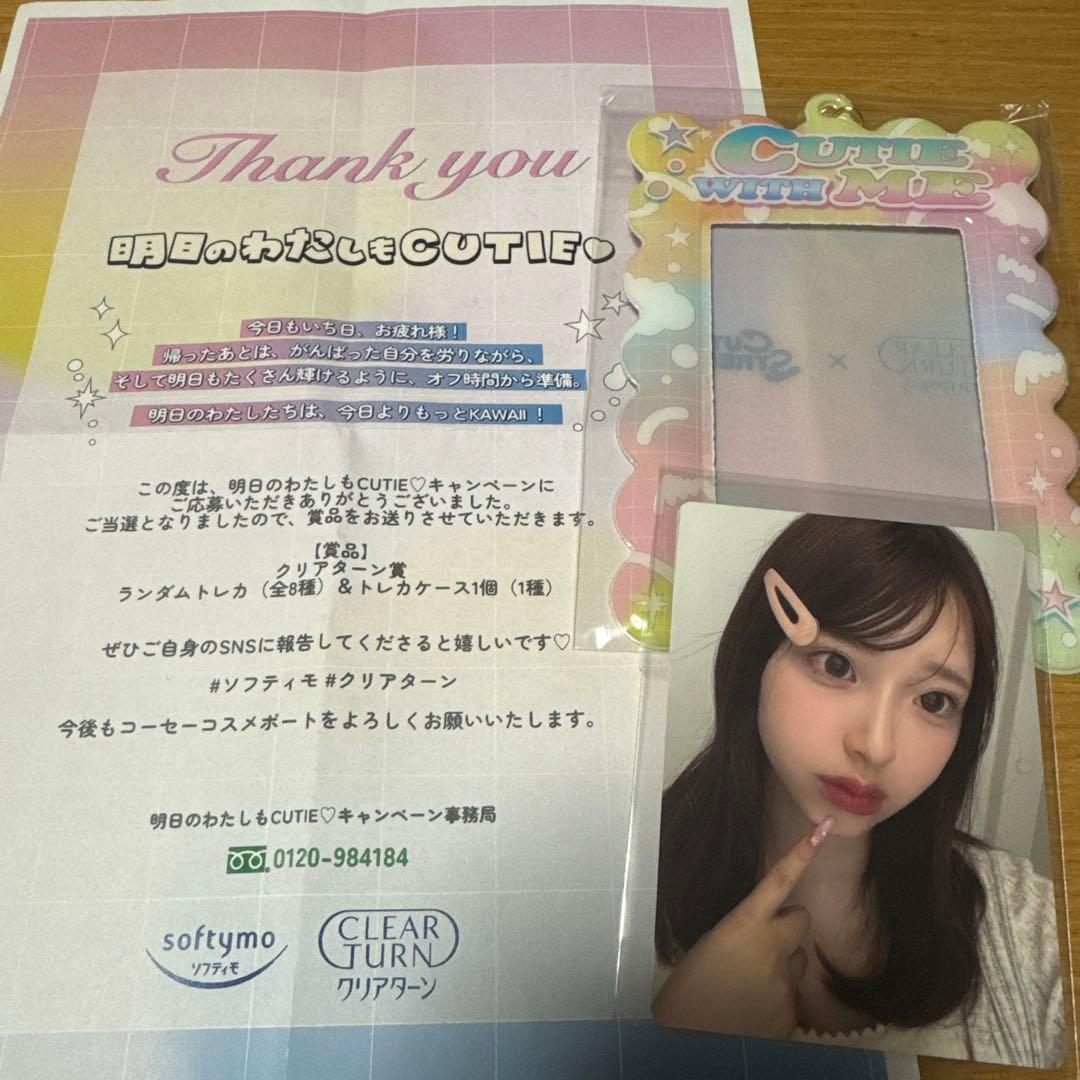 Thank you
明日のわたしもCUTIE♥
今日もいち日、お疲れ様！
帰ったあとは、がんばった自分を労りながら、
そして明日もたくさん輝けるように、オフ時間から準備。
明日のわたしたちは、今日よりもっとKAWAII！
この度は、明日のわたしもCUTIE♡キャンペーンに
ご応募いただきありがとうございました。
ご当選となりましたので、賞品をお送りさせていただきます。
【賞品】
クリアターン賞
ランダムトレカ（全8種）＆トレカケース1個（1種）
ぜひご自身のSNSに報告してくださると嬉しいです♡
#ソフティモ #クリアターン
今後もコーセーコスメポートをよろしくお願いいたします。
明日のわたしもCUTIE♡キャンペーン事務局
0120-984184
softymo
ソフティモ
CLEAR
TURN
クリアターン
CUTIE
WITH ME
×
CLEAR
TURN